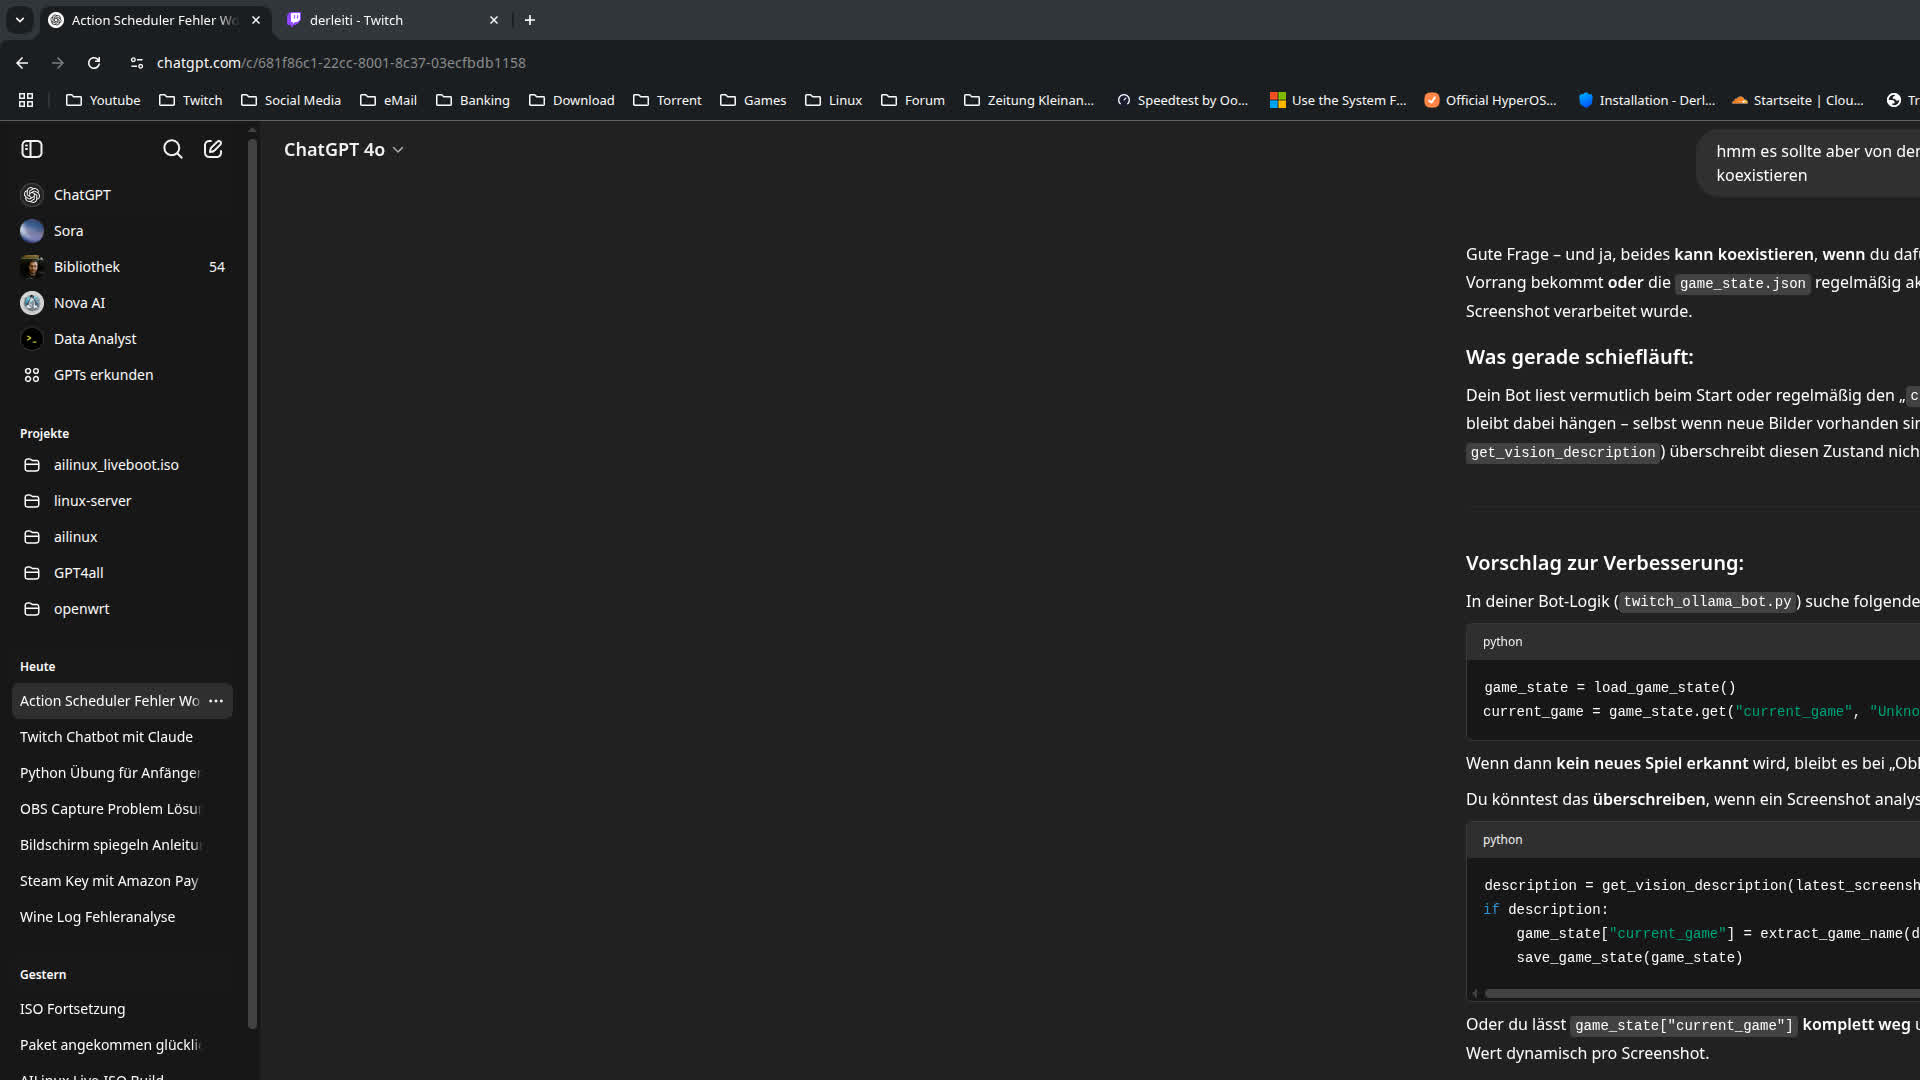 Action Scheduler Fehler Wo
derleiti - Twitch
chatgpt.com/c/681f86c1-22cc-8001-8c37-03ecfbdb1158
Youtube
Twitch
Social Media
eMail
Banking
Download
Torrent
Games
Linux
Forum
Zeitung Kleinan...
Speedtest by Oo...
Use the System F...
Official HyperOS...
Installation - Derl...
Startseite | Clou...
ChatGPT
Sora
Bibliothek 54
Nova AI
Data Analyst
GPTs erkunden
Projekte
ailinux_liveboot.iso
linux-server
ailinux
GPT4all
openwrt
Heute
Action Scheduler Fehler Wo
Twitch Chatbot mit Claude
Python Übung für Anfänger
OBS Capture Problem Lösu
Bildschirm spiegeln Anleitu
Steam Key mit Amazon Pay
Wine Log Fehleranalyse
Gestern
ISO Fortsetzung
Paket angekommen glückli
AILinux Live ISO Build
ChatGPT 4o
hmm es sollte aber von der
koexistieren
Gute Frage – und ja, beides kann koexistieren, wenn du
Vorrang bekommt oder die game_state.json regelmäßig
Screenshot verarbeitet wurde.
Was gerade schiefläuft:
Dein Bot liest vermutlich beim Start oder regelmäßig den „
bleibt dabei hängen – selbst wenn neue Bilder vorhanden
get_vision_description) überschreibt diesen Zustand
Vorschlag zur Verbesserung:
In deiner Bot-Logik (twitch_ollama_bot.py) suche folgende
python
game_state = load_game_state()
current_game = game_state.get("current_game", "Unkno
Wenn dann kein neues Spiel erkannt wird, bleibt es bei „Obl
Du könntest das überschreiben, wenn ein Screenshot analys
python
description = get_vision_description(latest_screensh
if description:
game_state["current_game"] = extract_game_name(d
save_game_state(game_state)
Oder du lässt game_state["current_game"] komplett weg
Wert dynamisch pro Screenshot.